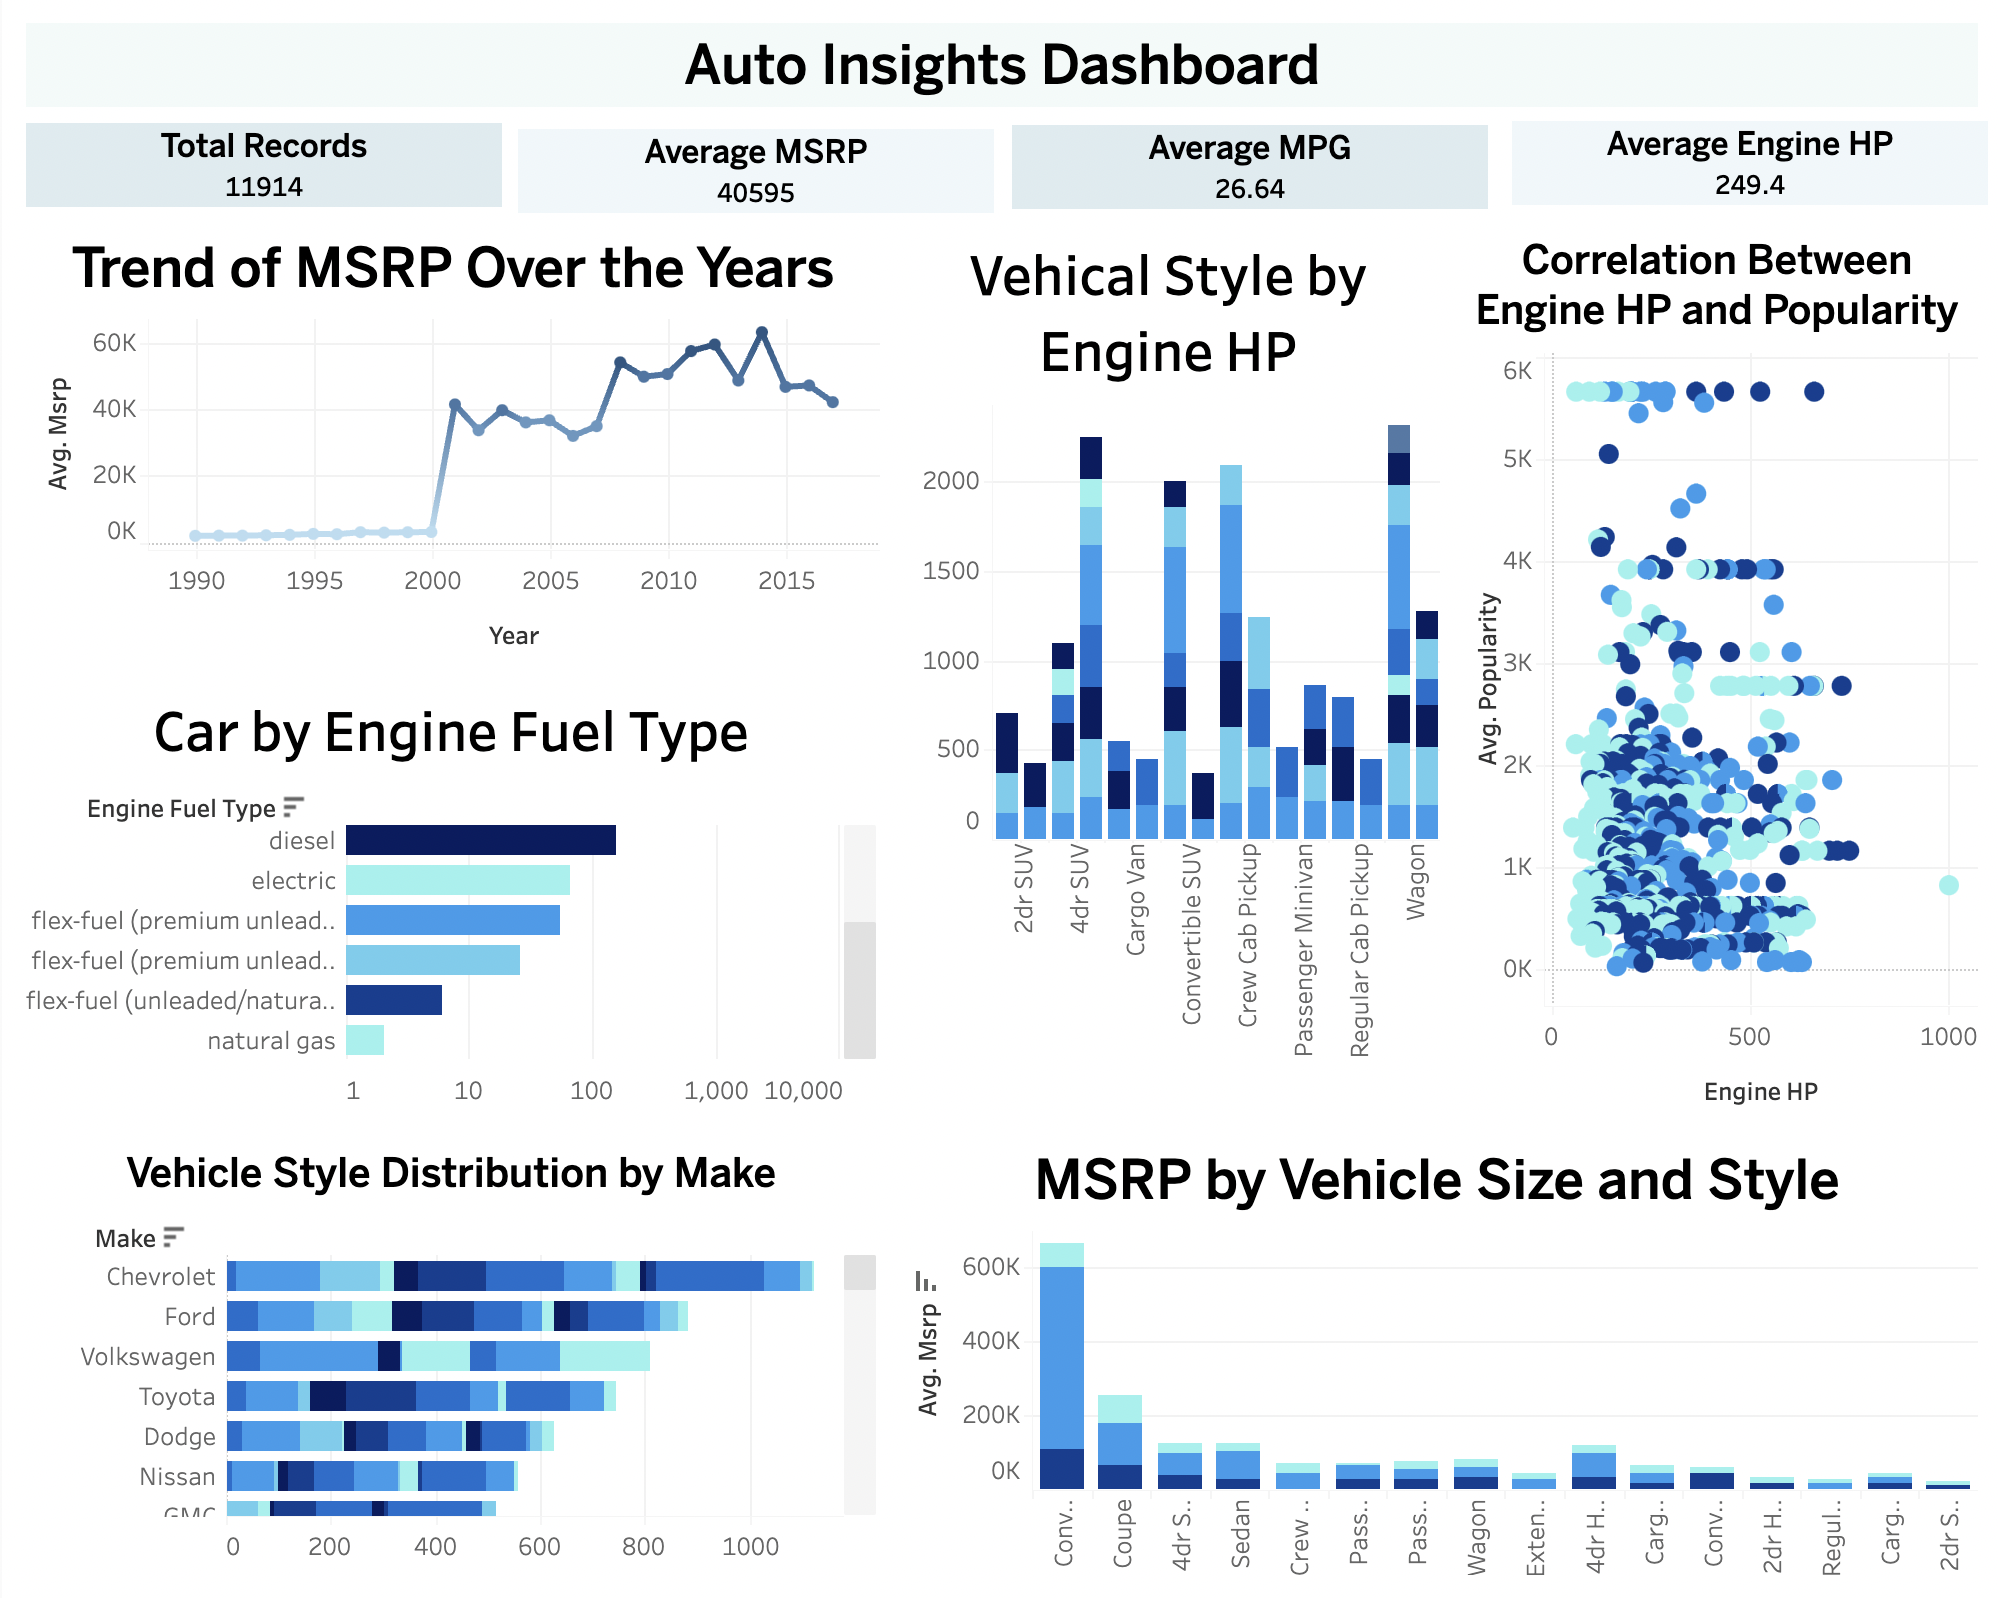 Auto Insights Dashboard
Total Records
11914
Average MSRP
40595
Average MPG
26.64
Average Engine HP
249.4
Trend of MSRP Over the Years
Avg. Msrp
60K
40K
20K
0K
1990 1995 2000 2005 2010 2015
Year
Car by Engine Fuel Type
Engine Fuel Type
diesel
electric
flex-fuel (premium unlead..
flex-fuel (premium unlead..
flex-fuel (unleaded/natura..
natural gas
1 10 100 1,000 10,000
Vehical Style by
Engine HP
2000
1500
1000
500
0
2dr SUV
4dr SUV
Cargo Van
Convertible SUV
Crew Cab Pickup
Passenger Minivan
Regular Cab Pickup
Wagon
Correlation Between
Engine HP and Popularity
Avg. Popularity
6K
5K
4K
3K
2K
1K
0K
0 500 1000
Engine HP
Vehicle Style Distribution by Make
Make
Chevrolet
Ford
Volkswagen
Toyota
Dodge
Nissan
GMC
0 200 400 600 800 1000
MSRP by Vehicle Size and Style
Avg. Msrp
600K
400K
200K
0K
Conv..
Coupe
4dr S..
Sedan
Crew ..
Pass..
Pass..
Wagon
Exten..
4dr H..
Carg..
Conv..
2dr H..
Regul..
Carg..
2dr S..